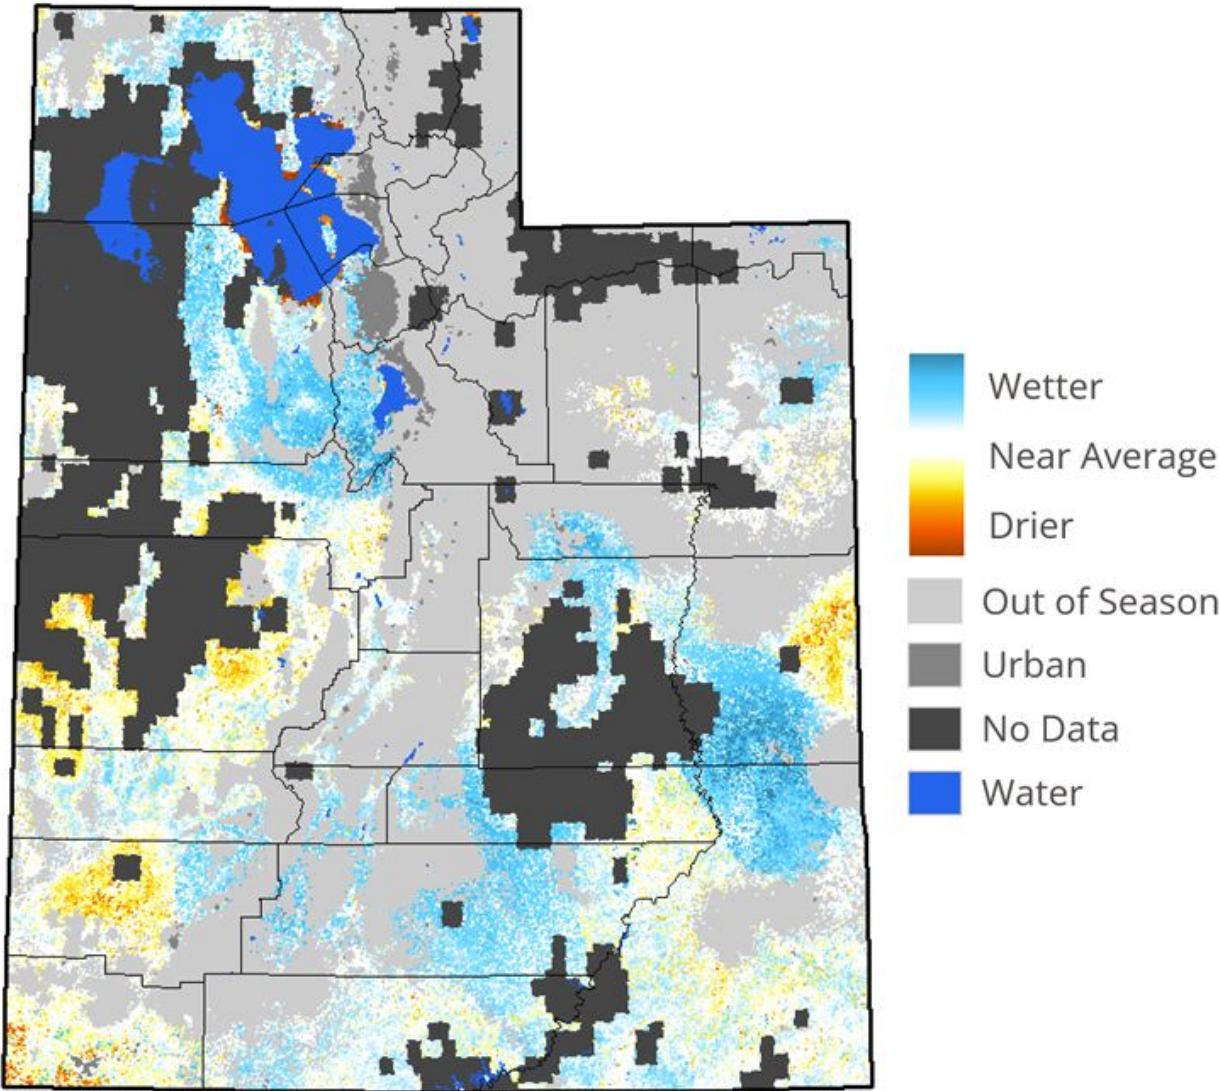 Wetter
Near Average
Drier
Out of Season
Urban
No Data
Water